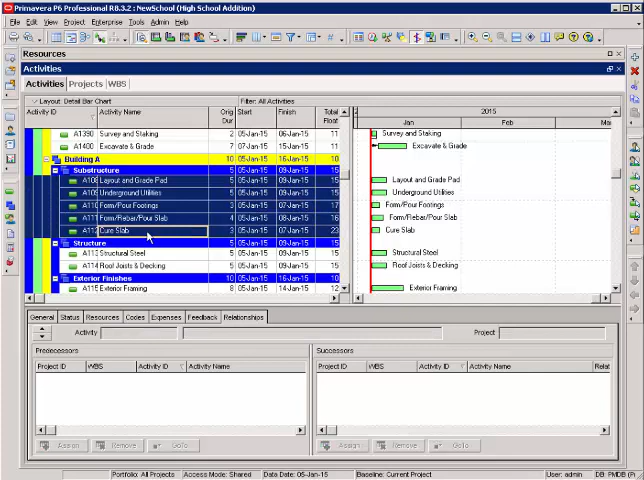 Primavera P6 Professional R8.3.2 : NewSchool (High School Addition)
File Edit View Project Enterprise Tools Admin Help
Resources
Activities
Activities Projects WBS
Layout: Detail Bar Chart Filter: All Activities
Activity ID Activity Name Orig Dur Start Finish Total Float
2015
Jan Feb
A1390 Survey and Staking 2 05-Jan-15 06-Jan-15 11 Survey and Staking
A1400 Excavate & Grade 7 05-Jan-15 11 Excavate & Grade
Building A 10 05-Jan-15 16-Jan-15 10
Substructure 5 05-Jan-15 09-Jan-15 15
Layout and Grade Pad 5 05-Jan-15 09-Jan-15 15 Layout and Grade Pad
Underground Utilities 5 05-Jan-15 09-Jan-15 15 Underground Utilities
Form/Pour Footings 3 05-Jan-15 Form/Pour Footings
Form/Rebar/Pour Slab 4 05-Jan-15 08-Jan-15 16 Form/Rebar/Pour Slab
Cure Slab 3 05-Jan-15 07-Jan-15 23 Cure Slab
Structure 5 05-Jan-15 09-Jan-15 15
Structural Steel 5 05-Jan-15 09-Jan-15 15 Structural Steel
Roof Joists & Decking 5 05-Jan-15 09-Jan-15 15 Roof Joists & Decking
Exterior Finishes 8 05-Jan-15 14-Jan-15
Exterior Framing 8 05-Jan-15 14-Jan-15 12 Exterior Framing
General Status Resources Codes Expenses Feedback Relationships
Activity Project
Predecessors Successors
Project ID WBS Activity ID Activity Name Project ID WBS Activity ID Activity Name
Assign Remove GoTo Assign Remove GoTo
Portfolio: All Projects Access Mode: Shared Data Date: 05-Jan-15 Baseline: Current Project User: admin DB: PMDB